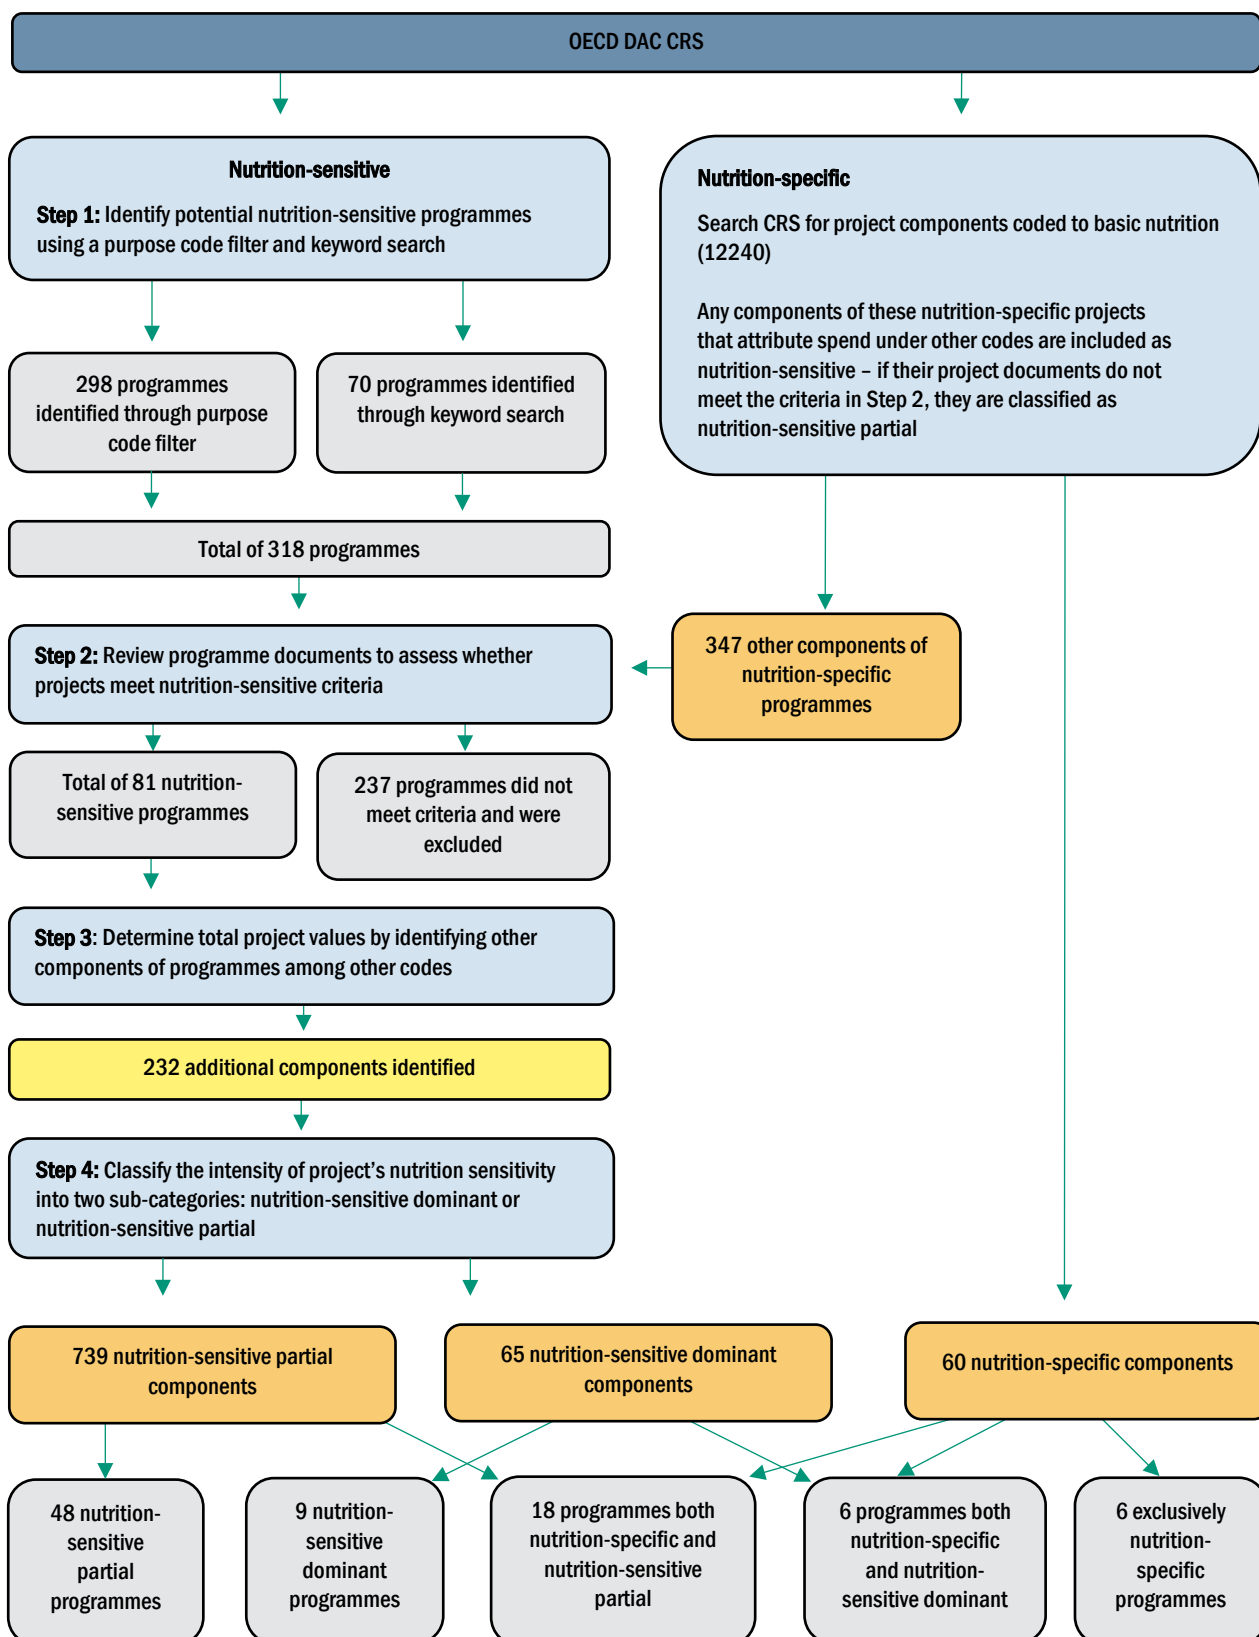 OECD DAC CRS
Nutrition-sensitive
Step 1: Identify potential nutrition-sensitive programmes
using a purpose code filter and keyword search
Nutrition-specific
Search CRS for project components coded to basic nutrition
(12240)
Any components of these nutrition-specific projects
that attribute spend under other codes are included as
nutrition-sensitive – if their project documents do not
meet the criteria in Step 2, they are classified as
nutrition-sensitive partial
298 programmes
identified through purpose
code filter
70 programmes identified
through keyword search
Total of 318 programmes
Step 2: Review programme documents to assess whether
projects meet nutrition-sensitive criteria
347 other components of
nutrition-specific
programmes
Total of 81 nutrition-
sensitive programmes
237 programmes did not
meet criteria and were
excluded
Step 3: Determine total project values by identifying other
components of programmes among other codes
232 additional components identified
Step 4: Classify the intensity of project's nutrition sensitivity
into two sub-categories: nutrition-sensitive dominant or
nutrition-sensitive partial
739 nutrition-sensitive partial
components
65 nutrition-sensitive dominant
components
60 nutrition-specific components
48 nutrition-
sensitive
partial
programmes
9 nutrition-
sensitive
dominant
programmes
18 programmes both
nutrition-specific and
nutrition-sensitive
partial
6 programmes both
nutrition-specific
and nutrition-
sensitive dominant
6 exclusively
nutrition-
specific
programmes